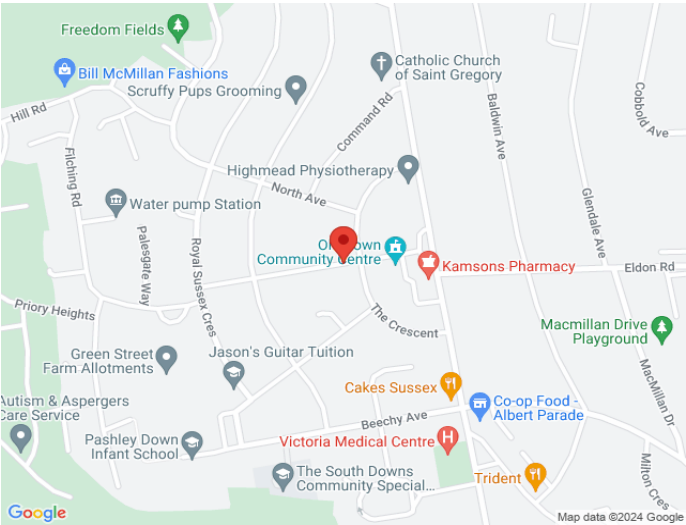 Freedom Fields
Bill McMillan Fashions
Scruffy Pups Grooming
Catholic Church
of Saint Gregory
Hill Rd
Command Rd
Baldwin Ave
Cobbold Ave
Filching Rd
Highmead Physiotherapy
North Ave
Glendale Ave
Water pump Station
Palesgate Way
Royal Sussex Cres
Community Centre
Kamsons Pharmacy
Eldon Rd
Priory Heights
The Crescent
Macmillan Drive
Playground
Green Street
Farm Allotments
Jason's Guitar Tuition
MacMillan Dr
Cakes Sussex
Autism & Aspergers
Care Service
Co-op Food -
Albert Parade
Beechy Ave
Pashley Down
Infant School
Victoria Medical Centre
The South Downs
Community Special...
Trident
Milton Cres
Google
Map data ©2024 Google